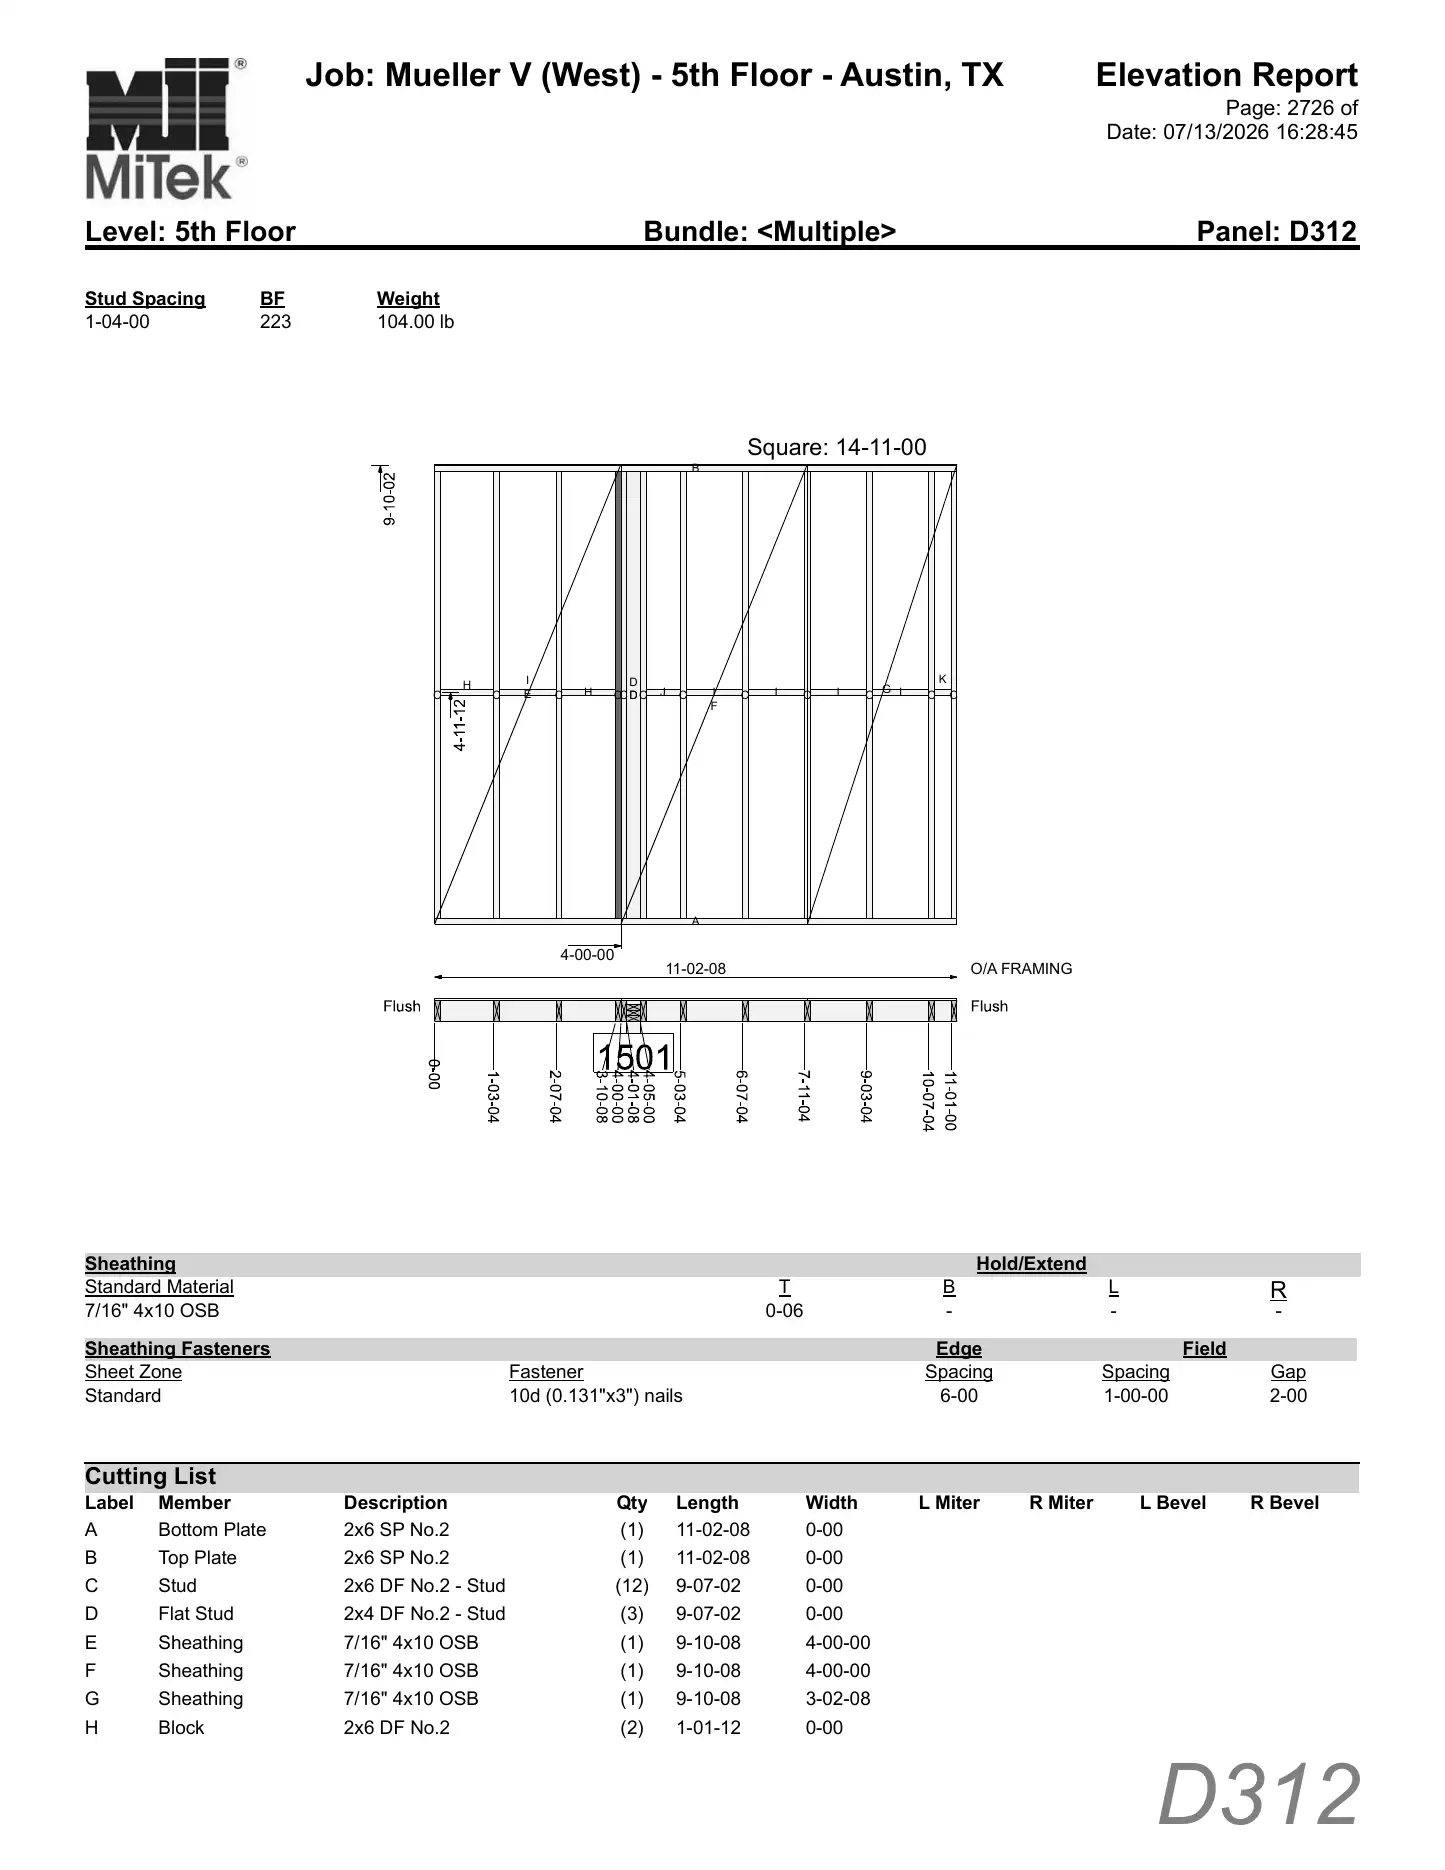 Job: Mueller V (West) - 5th Floor - Austin, TX
Elevation Report
Page: 2726 of
Date: 07/13/2026 16:28:45
MiTek®
Level: 5th Floor Bundle: <Multiple> Panel: D312
Stud Spacing BF Weight
1-04-00 223 104.00 lb
Square: 14-11-00
B
9-10-02
H I E H D D J I F I I G I K
4-11-12
A
4-00-00
11-02-08 O/A FRAMING
Flush Flush
1501
0-00 1-03-04 2-07-04 3-10-08 4-00-00 4-01-08 4-05-00 5-03-04 6-07-04 7-11-04 9-03-04 10-07-04 11-01-00
Sheathing Hold/Extend
Standard Material T B L R
7/16" 4x10 OSB 0-06 - - -
Sheathing Fasteners Edge Field
Sheet Zone Fastener Spacing Spacing Gap
Standard 10d (0.131"x3") nails 6-00 1-00-00 2-00
Cutting List
Label Member Description Qty Length Width L Miter R Miter L Bevel R Bevel
A Bottom Plate 2x6 SP No.2 (1) 11-02-08 0-00
B Top Plate 2x6 SP No.2 (1) 11-02-08 0-00
C Stud 2x6 DF No.2 - Stud (12) 9-07-02 0-00
D Flat Stud 2x4 DF No.2 - Stud (3) 9-07-02 0-00
E Sheathing 7/16" 4x10 OSB (1) 9-10-08 4-00-00
F Sheathing 7/16" 4x10 OSB (1) 9-10-08 4-00-00
G Sheathing 7/16" 4x10 OSB (1) 9-10-08 3-02-08
H Block 2x6 DF No.2 (2) 1-01-12 0-00
D312